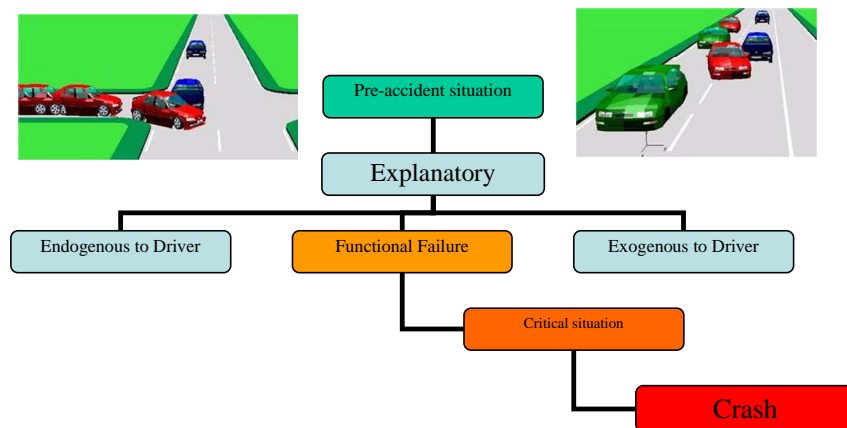 Pre-accident situation
Explanatory
Endogenous to Driver
Functional Failure
Exogenous to Driver
Critical situation
Crash